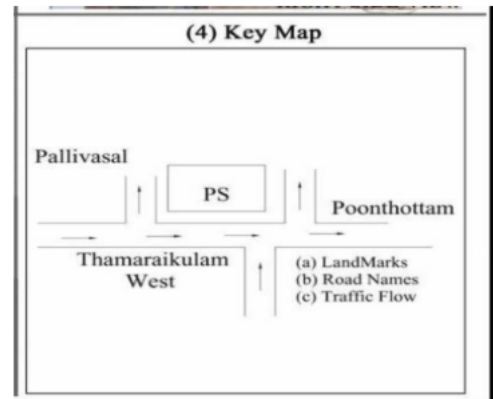 (4) Key Map
Pallivasal
PS
Poonthottam
Thamaraikulam
West
(a) LandMarks
(b) Road Names
(c) Traffic Flow